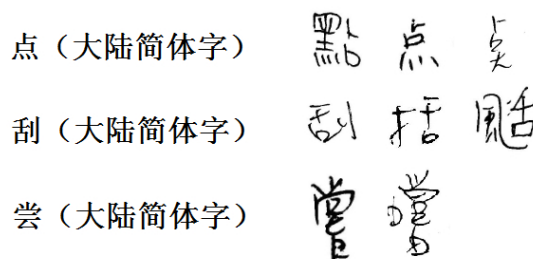 点（大陆简体字） 點 点 㸃
刮（大陆简体字） 刮 括 颳
尝（大陆简体字） 嘗 嚐